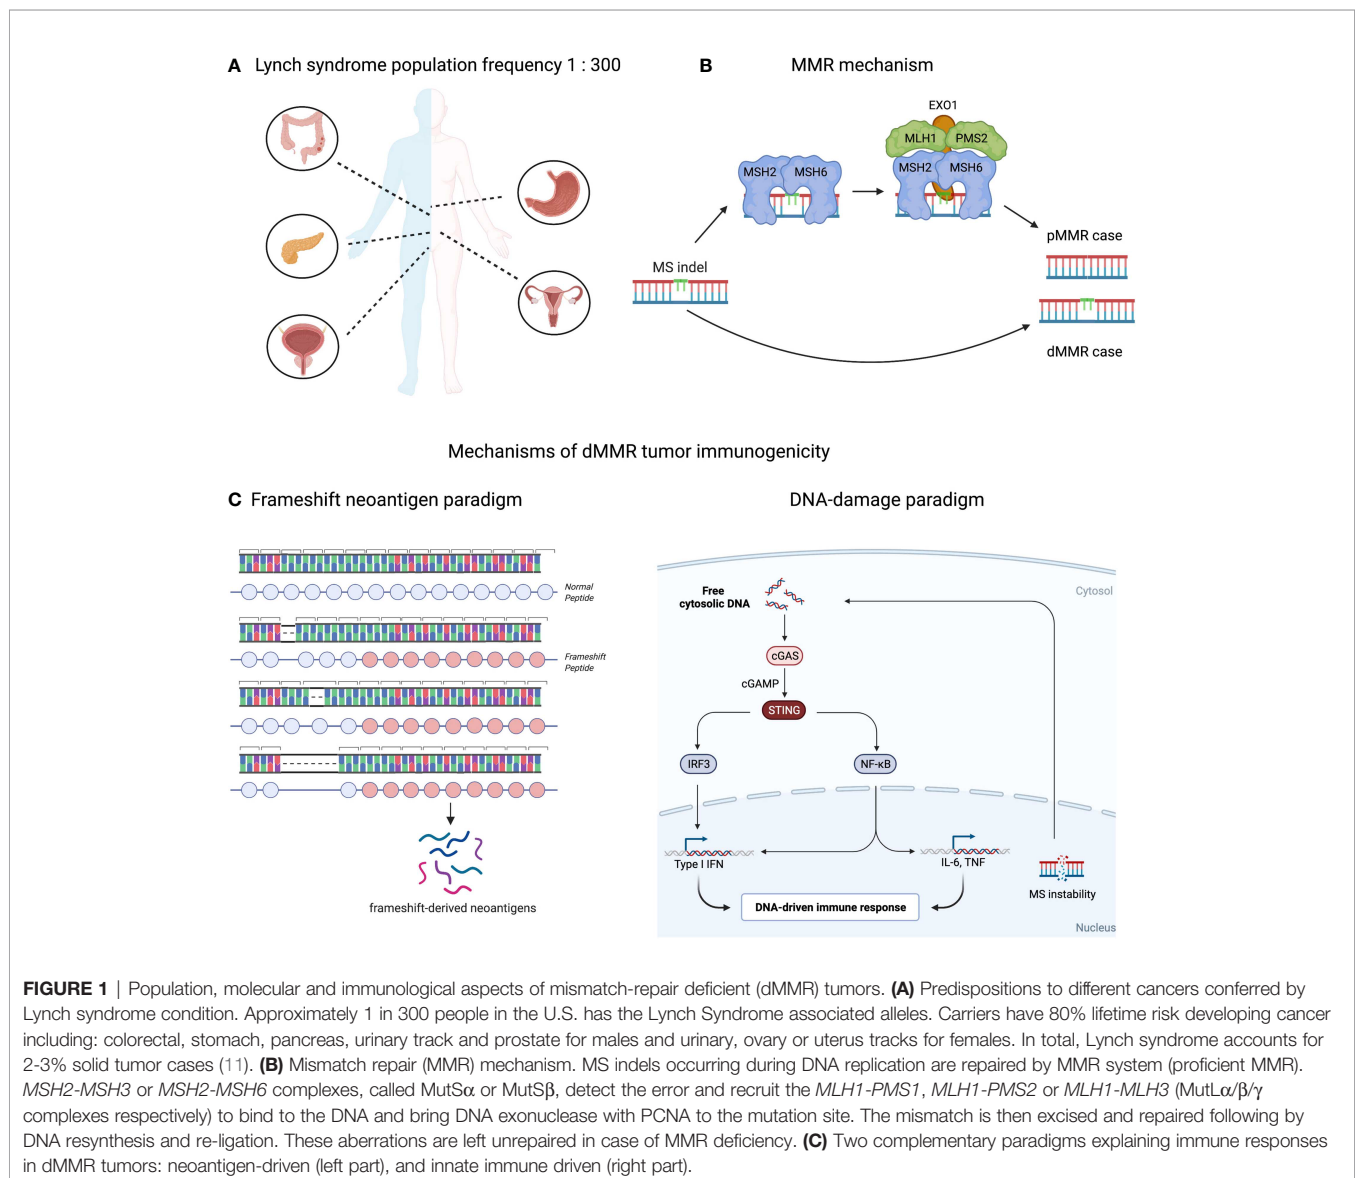 A Lynch syndrome population frequency 1 : 300
B MMR mechanism
EXO1
MLH1 PMS2
MSH2 MSH6
MSH2 MSH6
pMMR case
MS indel
dMMR case
Mechanisms of dMMR tumor immunogenicity
C Frameshift neoantigen paradigm
DNA-damage paradigm
Normal
Peptide
Frameshift
Peptide
frameshift-derived neoantigens
Cytosol
Free
cytosolic DNA
cGAS
cGAMP
STING
IRF3
NF-κB
Type I IFN
IL-6, TNF
MS instability
DNA-driven immune response
Nucleus
FIGURE 1 | Population, molecular and immunological aspects of mismatch-repair deficient (dMMR) tumors. (A) Predispositions to different cancers conferred by
Lynch syndrome condition. Approximately 1 in 300 people in the U.S. has the Lynch Syndrome associated alleles. Carriers have 80% lifetime risk developing cancer
including: colorectal, stomach, pancreas, urinary track and prostate for males and urinary, ovary or uterus tracks for females. In total, Lynch syndrome accounts for
2-3% solid tumor cases (11). (B) Mismatch repair (MMR) mechanism. MS indels occurring during DNA replication are repaired by MMR system (proficient MMR).
MSH2-MSH3 or MSH2-MSH6 complexes, called MutSα or MutSβ, detect the error and recruit the MLH1-PMS1, MLH1-PMS2 or MLH1-MLH3 (MutLα/β/γ
complexes respectively) to bind to the DNA and bring DNA exonuclease with PCNA to the mutation site. The mismatch is then excised and repaired following by
DNA resynthesis and re-ligation. These aberrations are left unrepaired in case of MMR deficiency. (C) Two complementary paradigms explaining immune responses
in dMMR tumors: neoantigen-driven (left part), and innate immune driven (right part).